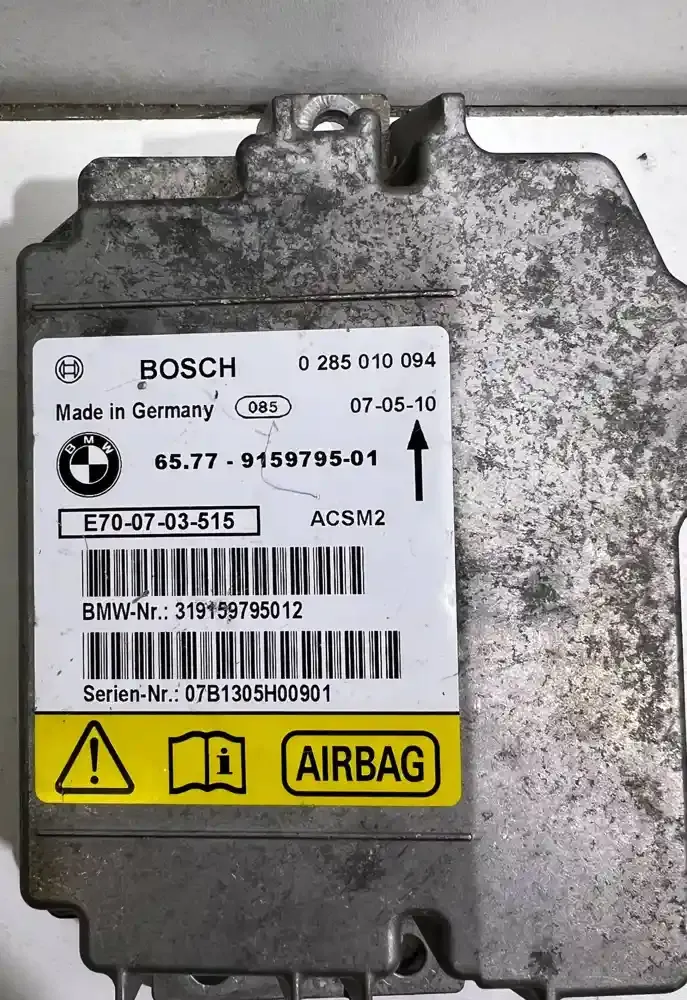 BOSCH 0 285 010 094
Made in Germany 085 07-05-10
BMW
65.77 - 9159795-01
E70-07-03-515 ACSM2
BMW-Nr.: 319159795012
Serien-Nr.: 07B1305H00901
AIRBAG